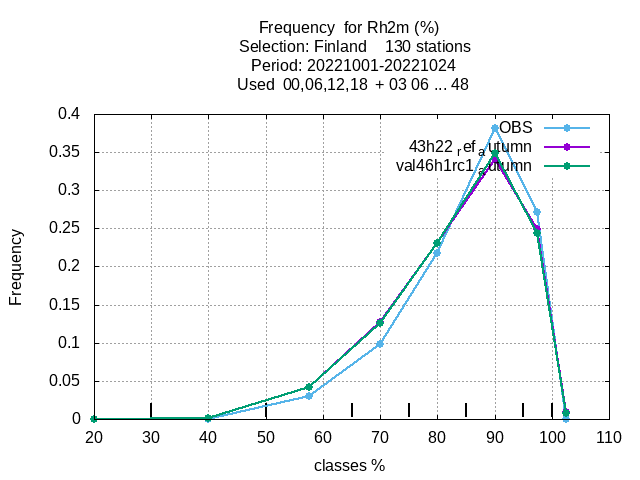 Frequency  for Rh2m (%)
Selection: Finland    130 stations
Period: 20221001-20221024
Used  00,06,12,18  + 03 06 ... 48
0.4
0.35
0.3
0.25
0.2
0.15
0.1
0.05
0
Frequency
OBS
43h22_ref_autumn
val46h1rc1_autumn
20 30 40 50 60 70 80 90 100 110
classes %